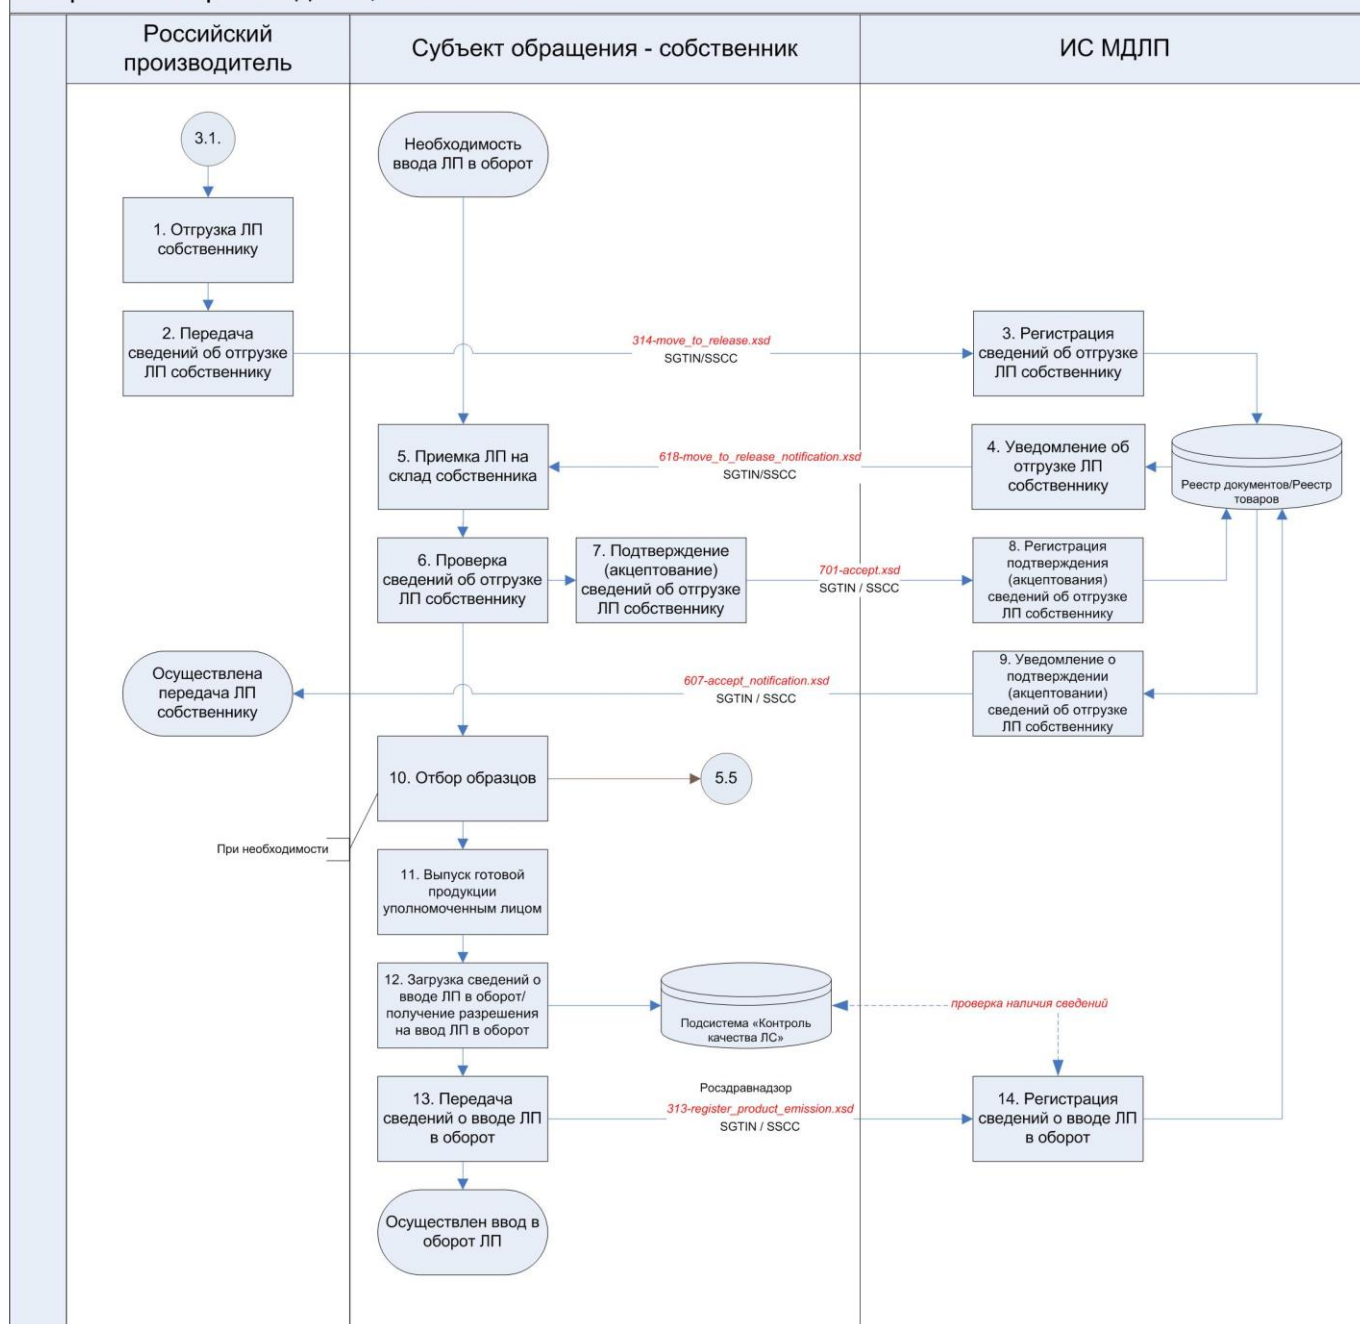 Российский
производитель
Субъект обращения - собственник
ИС МДЛП
3.1.
Необходимость
ввода ЛП в оборот
1. Отгрузка ЛП
собственнику
2. Передача
сведений об отгрузке
ЛП собственнику
314-move_to_release.xsd
SGTIN/SSCC
3. Регистрация
сведений об отгрузке
ЛП собственнику
5. Приемка ЛП на
склад собственника
618-move_to_release_notification.xsd
SGTIN/SSCC
4. Уведомление об
отгрузке ЛП
собственнику
Реестр документов/Реестр
товаров
6. Проверка
сведений об отгрузке
ЛП собственнику
7. Подтверждение
(акцептование)
сведений об отгрузке
ЛП собственнику
701-accept.xsd
SGTIN / SSCC
8. Регистрация
подтверждения
(акцептования)
сведений об отгрузке
ЛП собственнику
Осуществлена
передача ЛП
собственнику
607-accept_notification.xsd
SGTIN / SSCC
9. Уведомление о
подтверждении
(акцептовании)
сведений об отгрузке
ЛП собственнику
10. Отбор образцов
5.5
При необходимости
11. Выпуск готовой
продукции
уполномоченным лицом
12. Загрузка сведений о
вводе ЛП в оборот/
получение разрешения
на ввод ЛП в оборот
Подсистема «Контроль
качества ЛС»
проверка наличия сведений
13. Передача
сведений о вводе ЛП
в оборот
Росздравнадзор
313-register_product_emission.xsd
SGTIN / SSCC
14. Регистрация
сведений о вводе ЛП
в оборот
Осуществлен ввод в
оборот ЛП